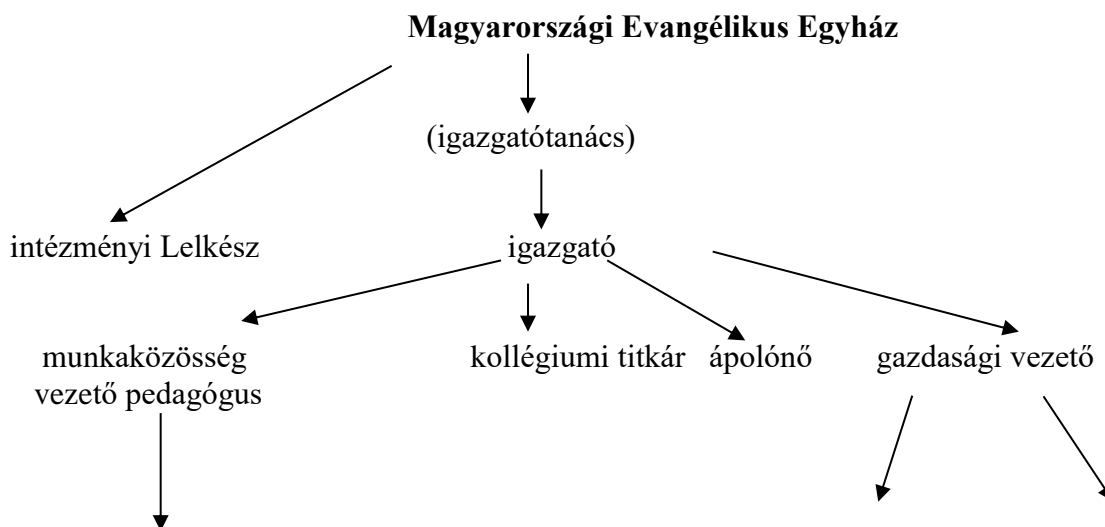 Magyarországi Evangélikus Egyház
(igazgatótanács)
intézményi Lelkész igazgató
munkaközösség kollégiumi titkár ápolónő gazdasági vezető
vezető pedagógus